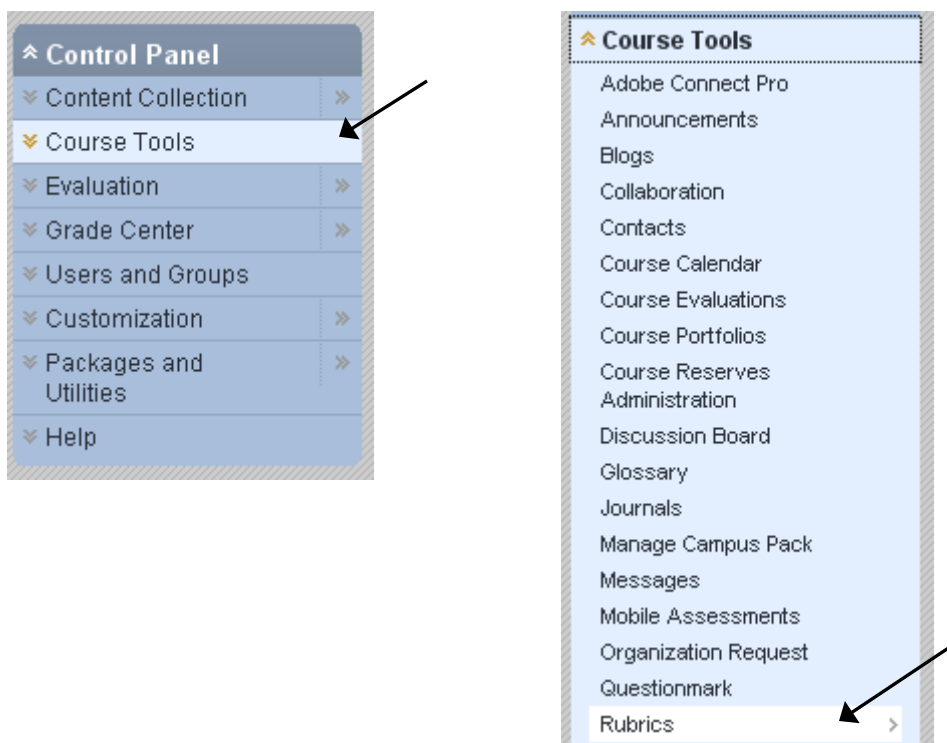 Control Panel
Content Collection
Course Tools
Evaluation
Grade Center
Users and Groups
Customization
Packages and
Utilities
Help
Course Tools
Adobe Connect Pro
Announcements
Blogs
Collaboration
Contacts
Course Calendar
Course Evaluations
Course Portfolios
Course Reserves
Administration
Discussion Board
Glossary
Journals
Manage Campus Pack
Messages
Mobile Assessments
Organization Request
Questionmark
Rubrics